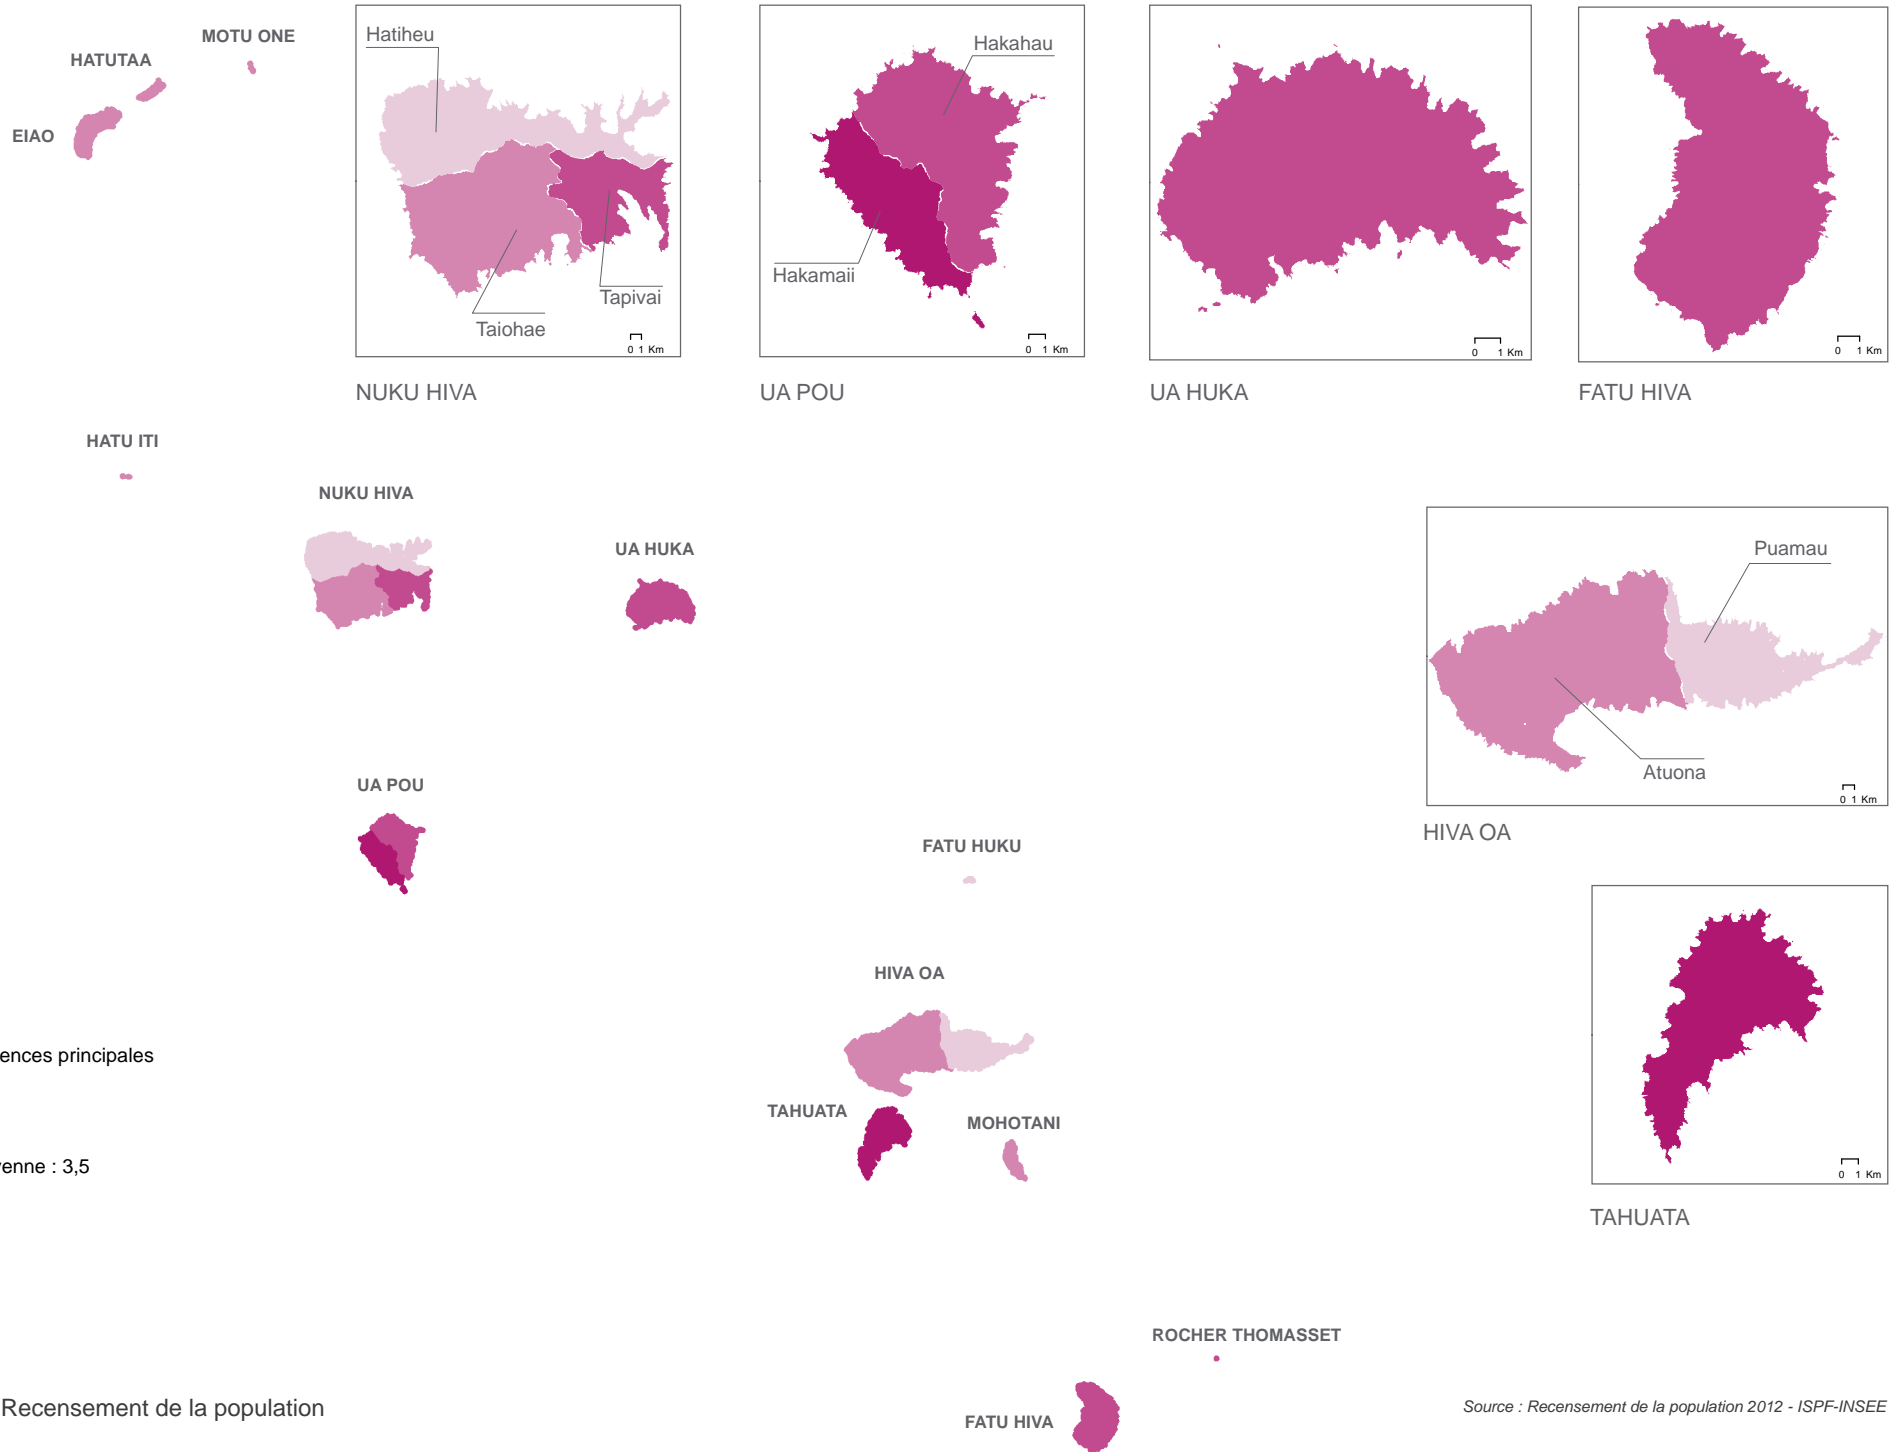 MOTU ONE
HATUTAA
EIAO
Hatiheu
Tapivai
Taiohae
0 1 Km
NUKU HIVA
Hakahau
Hakamaii
0 1 Km
UA POU
0 1 Km
UA HUKA
0 1 Km
FATU HIVA
HATU ITI
NUKU HIVA
UA HUKA
Puamau
Atuona
0 1 Km
HIVA OA
UA POU
FATU HUKU
HIVA OA
TAHUATA
MOHOTANI
0 1 Km
TAHUATA
ences principales
enne : 3,5
ROCHER THOMASSET
FATU HIVA
Recensement de la population
Source : Recensement de la population 2012 - ISPF-INSEE